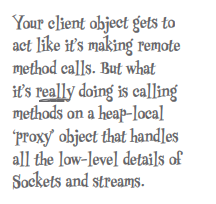 Your client object gets to
act like it's making remote
method calls. But what
it's really doing is calling
methods on a heap-local
'proxy' object that handles
all the low-level details of
Sockets and streams.